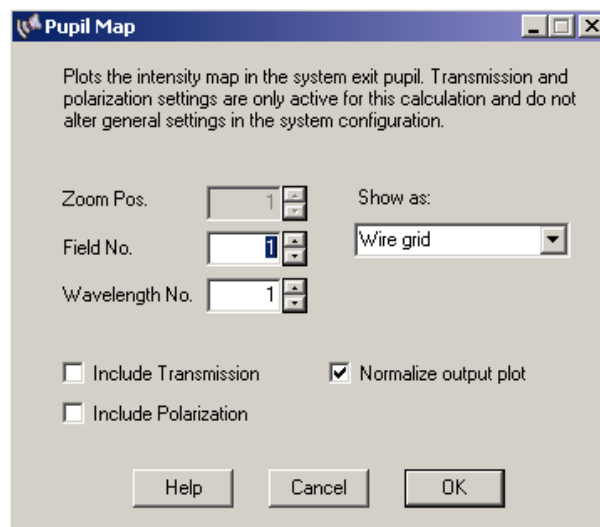 Pupil Map
Plots the intensity map in the system exit pupil. Transmission and
polarization settings are only active for this calculation and do not
alter general settings in the system configuration.
Zoom Pos. 1
Show as:
Field No. 1
Wire grid
Wavelength No. 1
Include Transmission
Normalize output plot
Include Polarization
Help
Cancel
OK